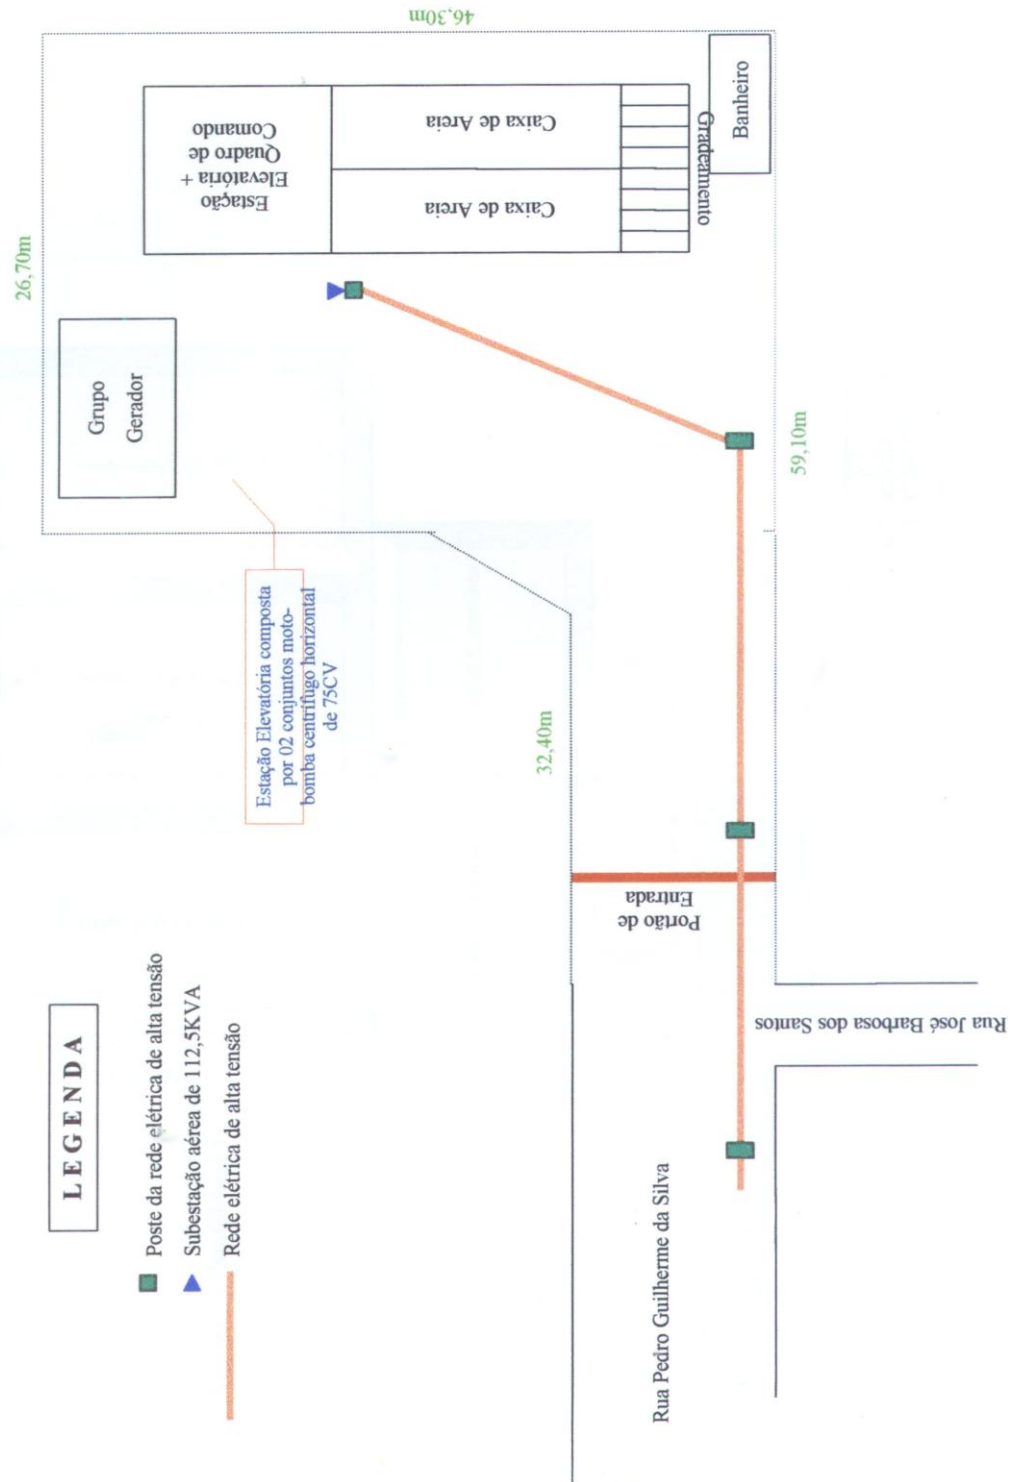 46,30m
26,70m
Estação
Elevatória +
Quadro de
Comando
Caixa de Areia
Caixa de Areia
Gradeamento
Banheiro
Grupo
Gerador
59,10m
Estação Elevatória composta
por 02 conjuntos moto-
bomba centrífugo horizontal
de 75CV
32,40m
Portão de
Entrada
Rua José Barbosa dos Santos
Rua Pedro Guilherme da Silva
LEGENDA
Poste da rede elétrica de alta tensão
Subestação aérea de 112,5KVA
Rede elétrica de alta tensão